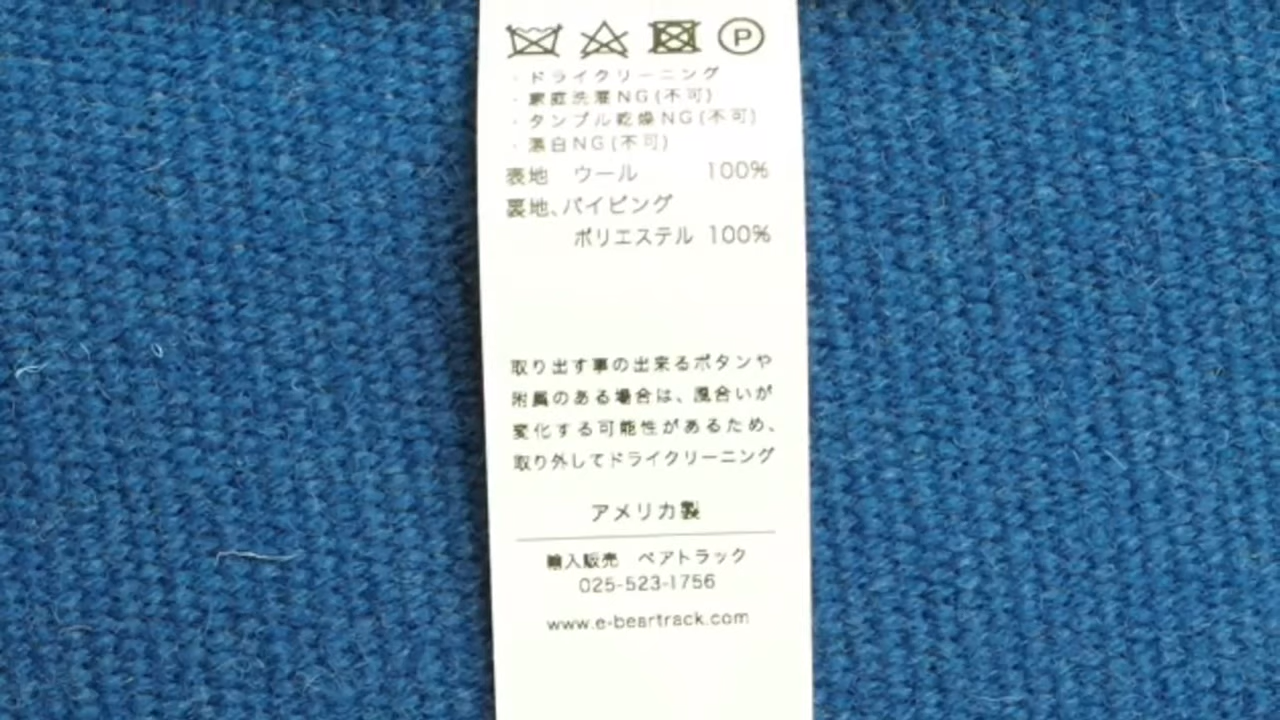 P
・ドライクリーニング
・家庭洗濯NG(不可)
・タンブル乾燥NG(不可)
・漂白NG(不可)
表地 ウール 100%
裏地、パイピング
ポリエステル 100%
取り出す事の出来るボタンや
附属のある場合は、風合いが
変化する可能性があるため、
取り外してドライクリーニング
アメリカ製
輸入販売 ベアトラック
025-523-1756
www.e-beartrack.com